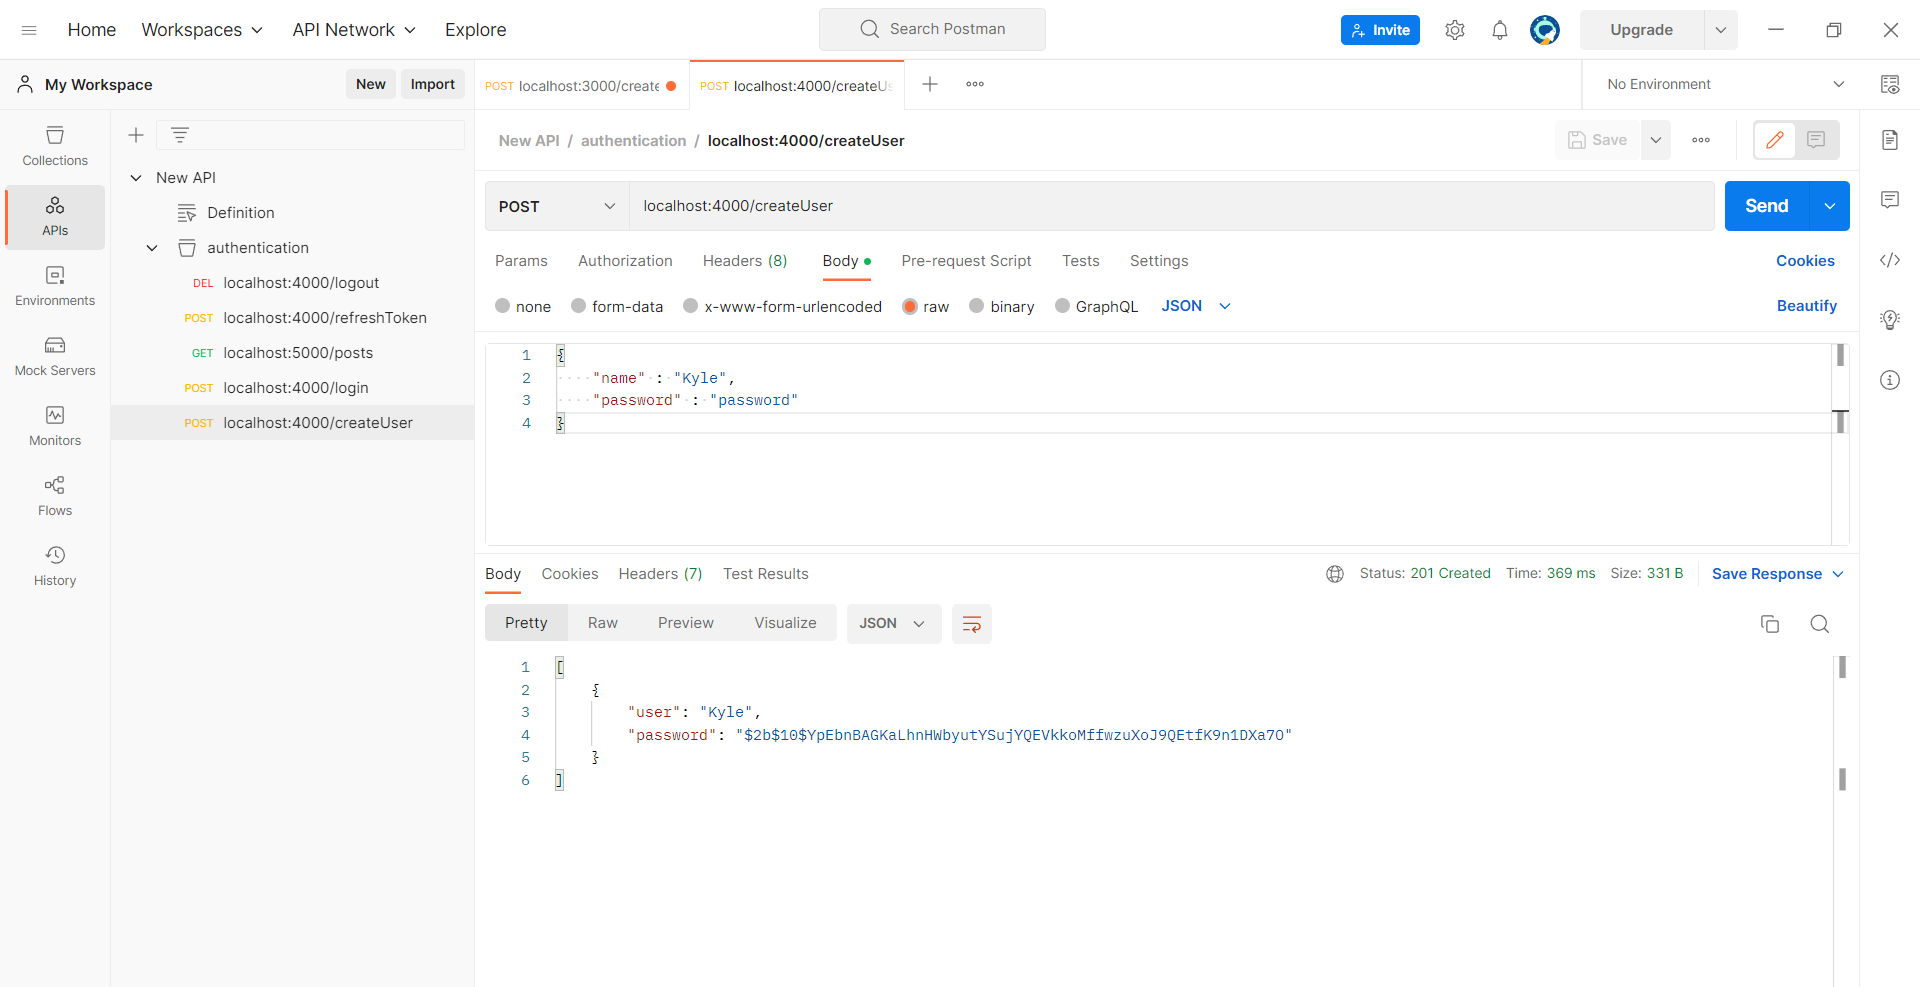 Home Workspaces API Network Explore Search Postman Invite Upgrade
My Workspace New Import POST localhost:3000/create POST localhost:4000/createUs No Environment
New API / authentication / localhost:4000/createUser Save
Collections
APIs
Environments
Mock Servers
Monitors
Flows
History
New API
Definition
authentication
DEL localhost:4000/logout
POST localhost:4000/refreshToken
GET localhost:5000/posts
POST localhost:4000/login
POST localhost:4000/createUser
POST localhost:4000/createUser Send
Params Authorization Headers (8) Body Pre-request Script Tests Settings Cookies
none form-data x-www-form-urlencoded raw binary GraphQL JSON Beautify
1 {
2 "name" : "Kyle",
3 "password" : "password"
4 }
Body Cookies Headers (7) Test Results Status: 201 Created Time: 369 ms Size: 331 B Save Response
Pretty Raw Preview Visualize JSON
1 [
2 {
3 "user": "Kyle",
4 "password": "$2b$10$YpEbnBAGKaLhnHWbyutYSujYQEVkkoMffwzuXoJ9QEtfK9n1DXa7O"
5 }
6 ]